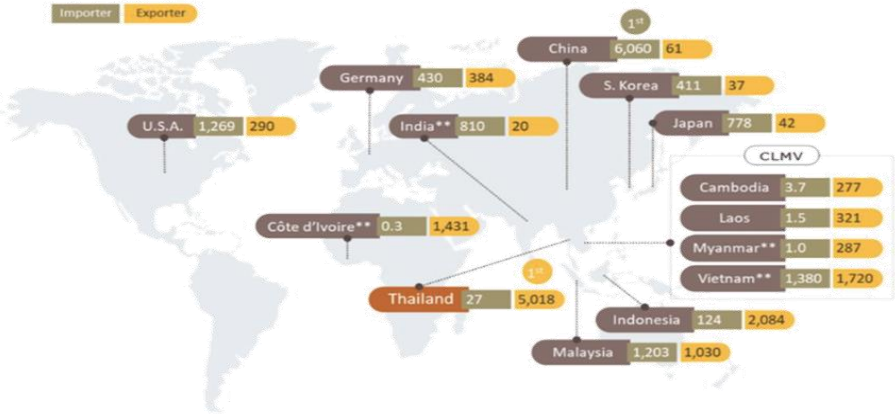 Importer Exporter
1st
China 6,060 61
Germany 430 384
S. Korea 411 37
U.S.A. 1,269 290
India** 810 20
Japan 778 42
CLMV
Cambodia 3.7 277
Laos 1.5 321
Myanmar** 1.0 287
Vietnam** 1,380 1,720
Côte d'Ivoire** 0.3 1,431
1st
Thailand 27 5,018
Indonesia 124 2,084
Malaysia 1,203 1,030